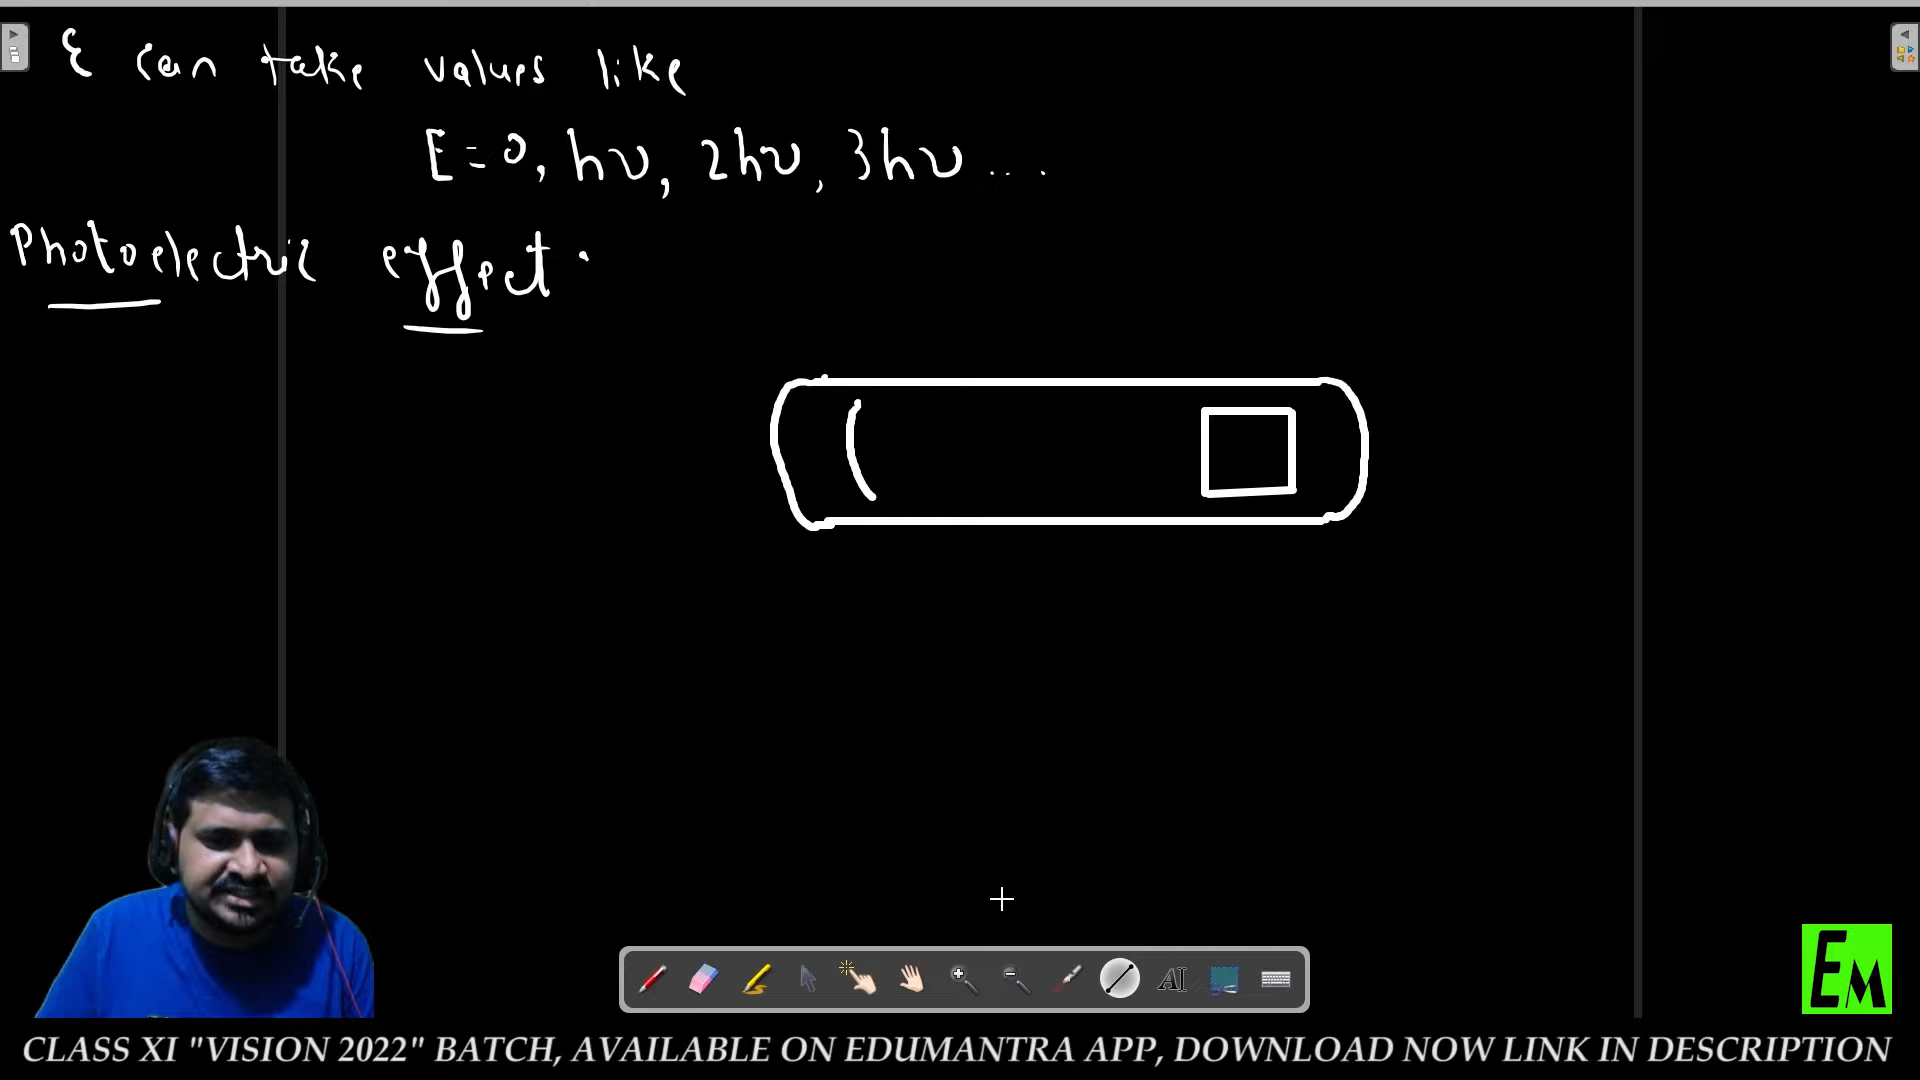 E can take values like
E = 0, hν, 2hν, 3hν ...
Photoelectric effect :
AI
EM
CLASS XI "VISION 2022" BATCH, AVAILABLE ON EDUMANTRA APP, DOWNLOAD NOW LINK IN DESCRIPTION